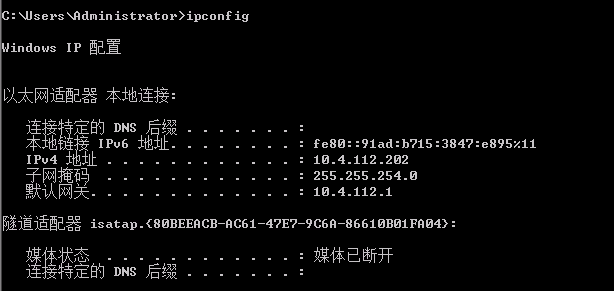 C:\Users\Administrator>ipconfig
Windows IP 配置
以太网适配器 本地连接:
连接特定的 DNS 后缀 . . . . . . . :
本地链接 IPv6 地址. . . . . . . . : fe80::91ad:b715:3847:e895%11
IPv4 地址 . . . . . . . . . . . . : 10.4.112.202
子网掩码 . . . . . . . . . . . . : 255.255.254.0
默认网关. . . . . . . . . . . . . : 10.4.112.1
隧道适配器 isatap.{80BEEACB-AC61-47E7-9C6A-86610B01FA04}:
媒体状态 . . . . . . . . . . . . : 媒体已断开
连接特定的 DNS 后缀 . . . . . . . :